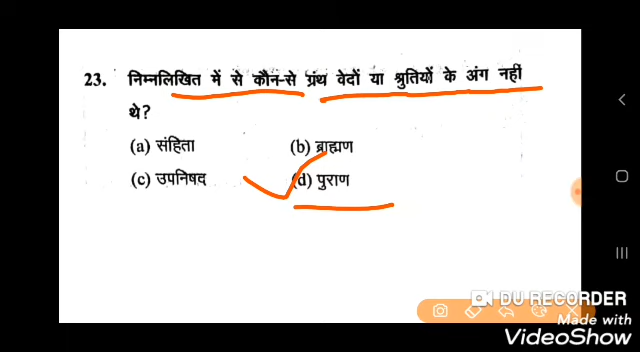 23. निम्नलिखित में से कौन-से ग्रंथ वेदों या श्रुतियों के अंग नहीं
थे?
(a) संहिता (b) ब्राह्मण
(c) उपनिषद (d) पुराण
DU RECORDER
Made with
VideoShow